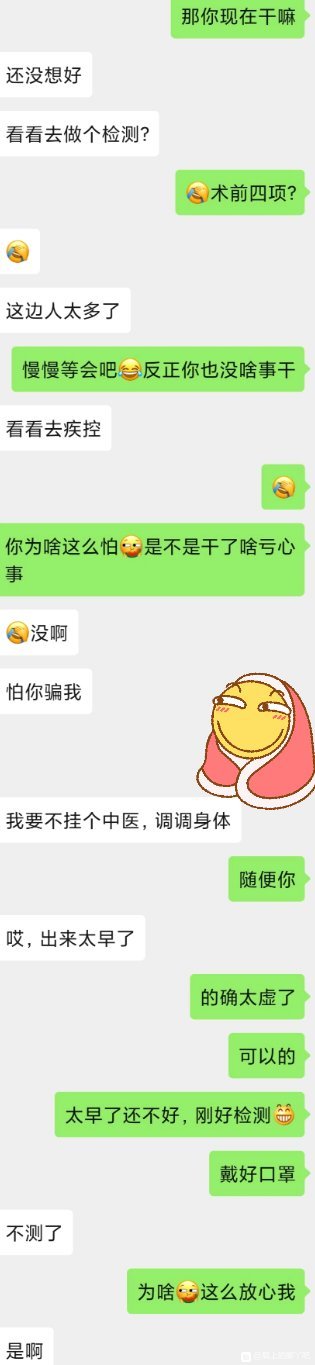 那你现在干嘛
还没想好
看看去做个检测?
术前四项?
这边人太多了
慢慢等会吧😂反正你也没啥事干
看看去疾控
你为啥这么怕是不是干了啥亏心
事
没啊
怕你骗我
我要不挂个中医，调调身体
随便你
哎，出来太早了
的确太虚了
可以的
太早了还不好，刚好检测😁
戴好口罩
不测了
为啥这么放心我
是啊